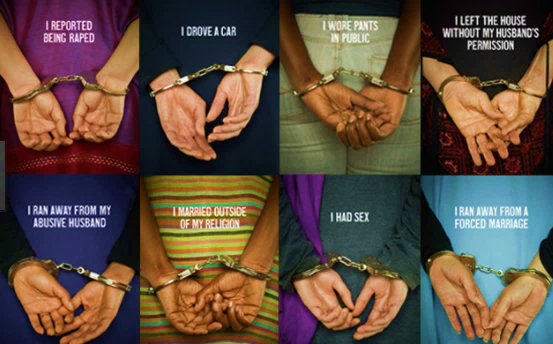 I REPORTED
BEING RAPED
I DROVE A CAR
I WORE PANTS
IN PUBLIC
I LEFT THE HOUSE
WITHOUT MY HUSBAND'S
PERMISSION
I RAN AWAY FROM MY
ABUSIVE HUSBAND
I MARRIED OUTSIDE
OF MY RELIGION
I HAD SEX
I RAN AWAY FROM A
FORCED MARRIAGE